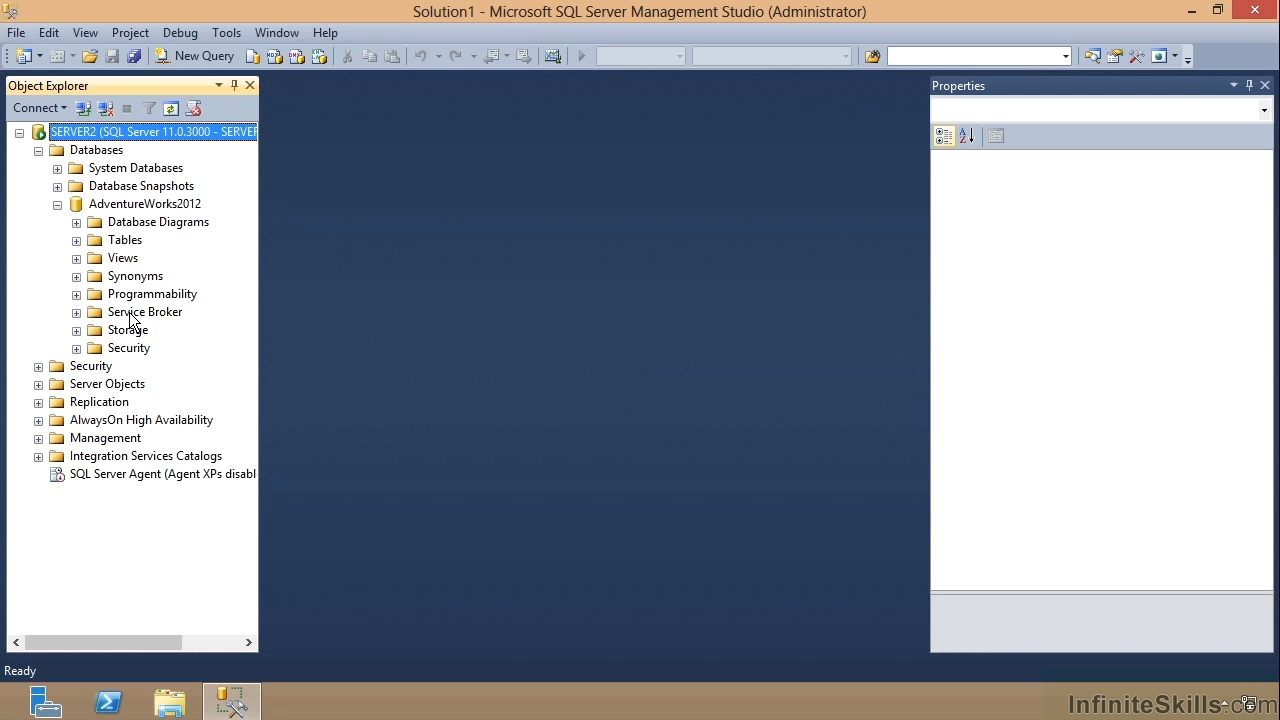 Solution1 - Microsoft SQL Server Management Studio (Administrator)
File Edit View Project Debug Tools Window Help
New Query
Object Explorer
Connect
SERVER2 (SQL Server 11.0.3000 - SERVER
Databases
System Databases
Database Snapshots
AdventureWorks2012
Database Diagrams
Tables
Views
Synonyms
Programmability
Service Broker
Storage
Security
Security
Server Objects
Replication
AlwaysOn High Availability
Management
Integration Services Catalogs
SQL Server Agent (Agent XPs disabl
Properties
Ready
InfiniteSkills.com